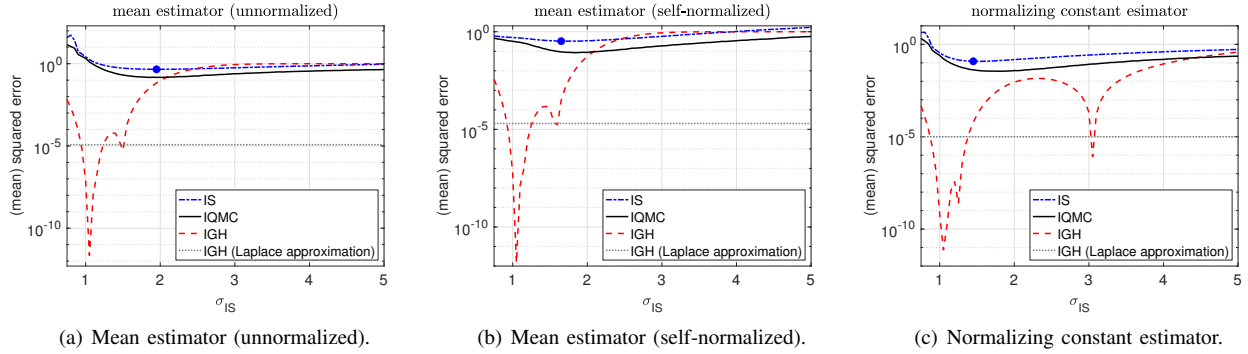 mean estimator (unnormalized)
(mean) squared error
10^0
10^-5
10^-10
1
2
3
4
5
σ_IS
IS
IQMC
IGH
IGH (Laplace approximation)
(a) Mean estimator (unnormalized).
mean estimator (self-normalized)
(mean) squared error
10^0
10^-5
10^-10
1
2
3
4
5
σ_IS
IS
IQMC
IGH
IGH (Laplace approximation)
(b) Mean estimator (self-normalized).
normalizing constant esimator
(mean) squared error
10^0
10^-5
10^-10
1
2
3
4
5
σ_IS
IS
IQMC
IGH
IGH (Laplace approximation)
(c) Normalizing constant estimator.